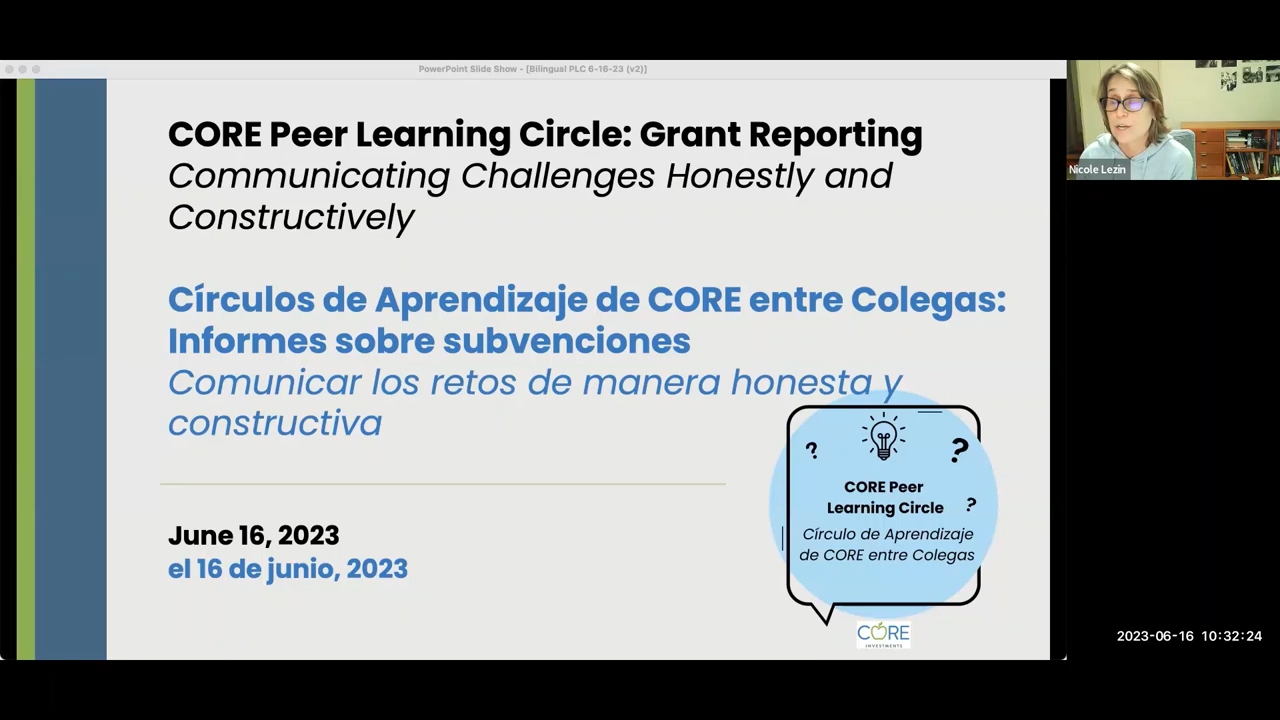 PowerPoint Slide Show - [Bilingual PLC 6-16-23 (v2)]
CORE Peer Learning Circle: Grant Reporting
Communicating Challenges Honestly and
Constructively
Círculos de Aprendizaje de CORE entre Colegas:
Informes sobre subvenciones
Comunicar los retos de manera honesta y
constructiva
June 16, 2023
el 16 de junio, 2023
? ?
CORE Peer
Learning Circle ?
Círculo de Aprendizaje
de CORE entre Colegas
CORE
INVESTMENTS
Nicole Lezin
2023-06-16 10:32:24